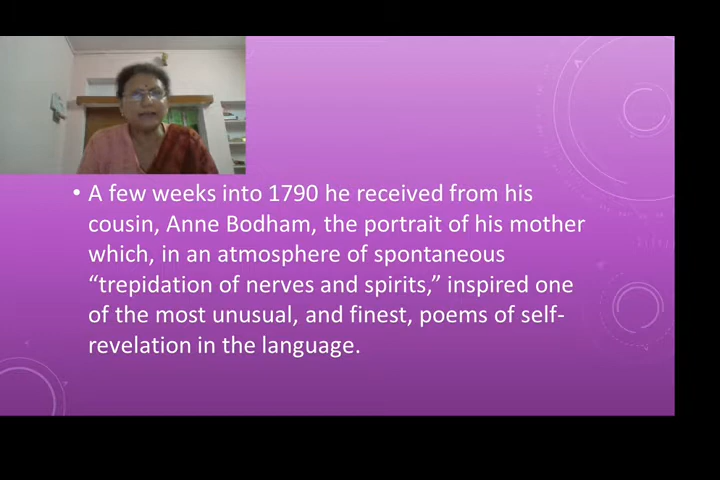 • A few weeks into 1790 he received from his
cousin, Anne Bodham, the portrait of his mother
which, in an atmosphere of spontaneous
“trepidation of nerves and spirits,” inspired one
of the most unusual, and finest, poems of self-
revelation in the language.